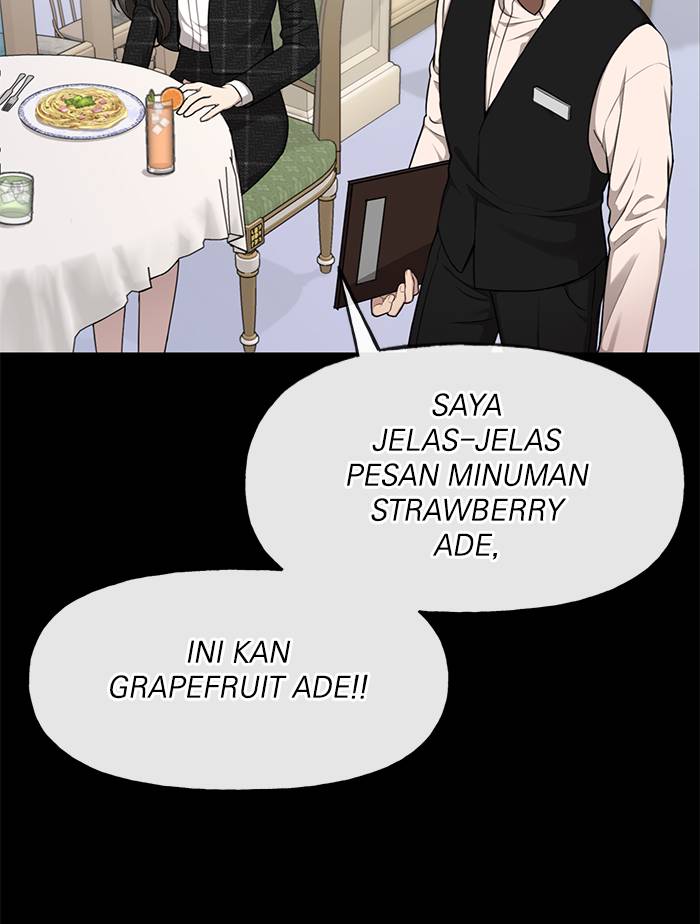 SAYA
JELAS-JELAS
PESAN MINUMAN
STRAWBERRY
ADE,
INI KAN
GRAPEFRUIT ADE!!